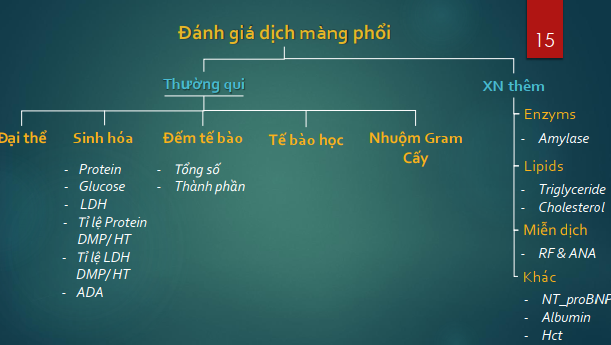 Đánh giá dịch màng phổi
15
Thường qui
XN thêm
Đại thể
Sinh hóa
Đếm tế bào
Tế bào học
Nhuộm Gram
Cấy
- Protein
- Glucose
- LDH
- Tỉ lệ Protein
DMP/ HT
- Tỉ lệ LDH
DMP/ HT
- ADA
- Tổng số
- Thành phần
Enzyms
- Amylase
Lipids
- Triglyceride
- Cholesterol
Miễn dịch
- RF & ANA
Khác
- NT_proBNP
- Albumin
- Hct